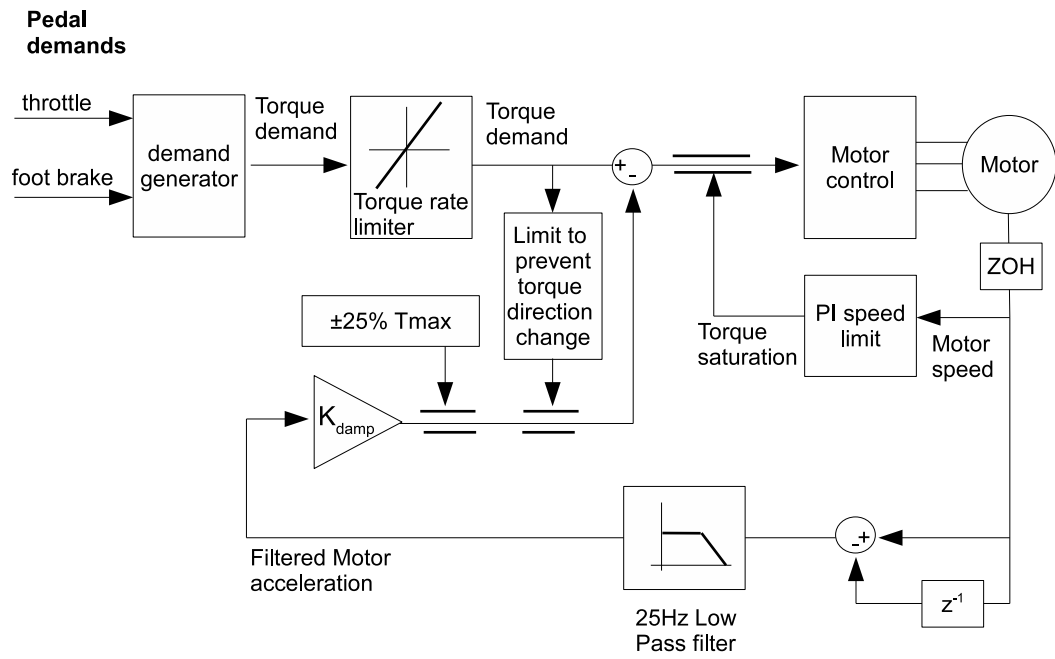 Pedal
demands
throttle
foot brake
demand
generator
Torque
demand
Torque rate
limiter
Torque
demand
+
-
Motor
control
Motor
ZOH
Limit to
prevent
torque
direction
change
±25% Tmax
Torque
saturation
PI speed
limit
Motor
speed
Kdamp
Filtered Motor
acceleration
25Hz Low
Pass filter
-+
z-1